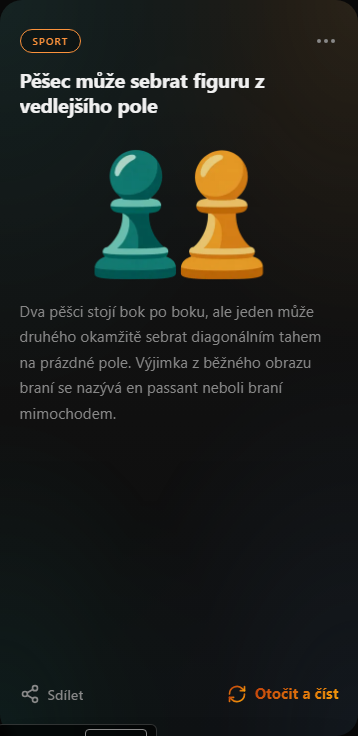 SPORT
Pěšec může sebrat figuru z
vedlejšího pole
Dva pěšci stojí bok po boku, ale jeden může
druhého okamžitě sebrat diagonálním tahem
na prázdné pole. Výjimka z běžného obrazu
braní se nazývá en passant neboli braní
mimochodem.
Sdílet
Otočit a číst